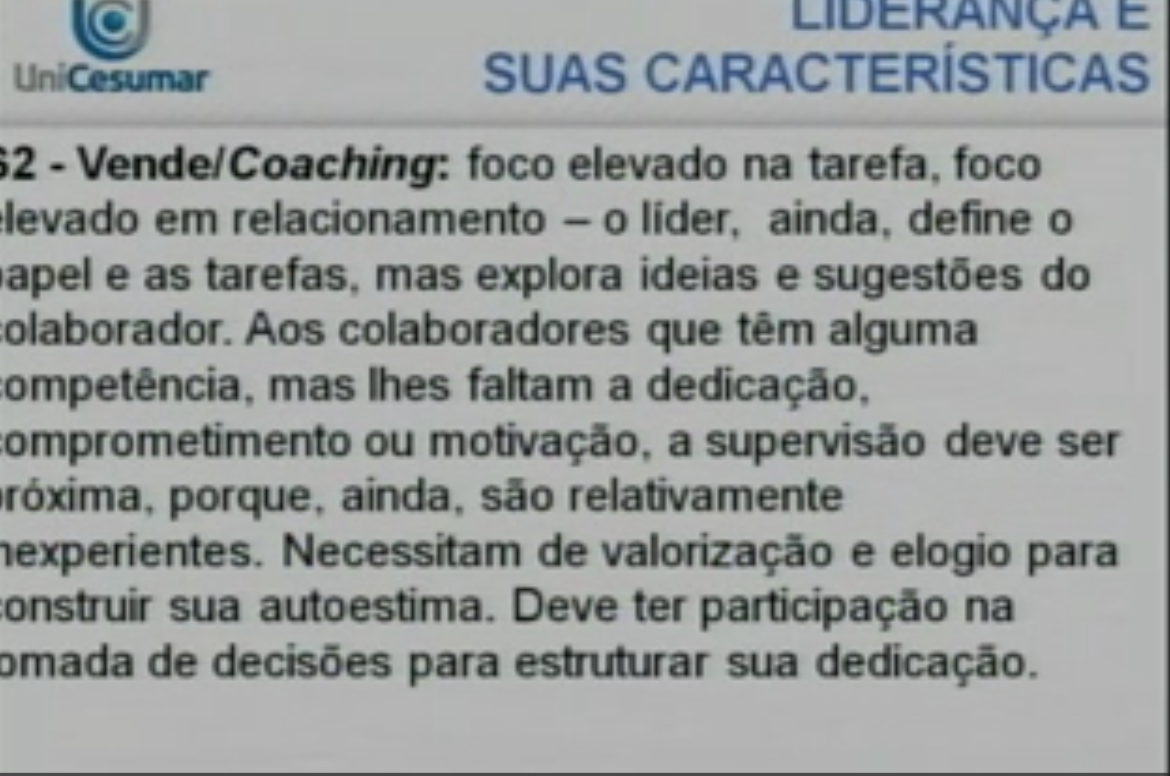 UniCesumar
LIDERANÇA E
SUAS CARACTERÍSTICAS
S2 - Vende/Coaching: foco elevado na tarefa, foco
elevado em relacionamento – o líder, ainda, define o
papel e as tarefas, mas explora ideias e sugestões do
colaborador. Aos colaboradores que têm alguma
competência, mas lhes faltam a dedicação,
comprometimento ou motivação, a supervisão deve ser
próxima, porque, ainda, são relativamente
inexperientes. Necessitam de valorização e elogio para
construir sua autoestima. Deve ter participação na
tomada de decisões para estruturar sua dedicação.